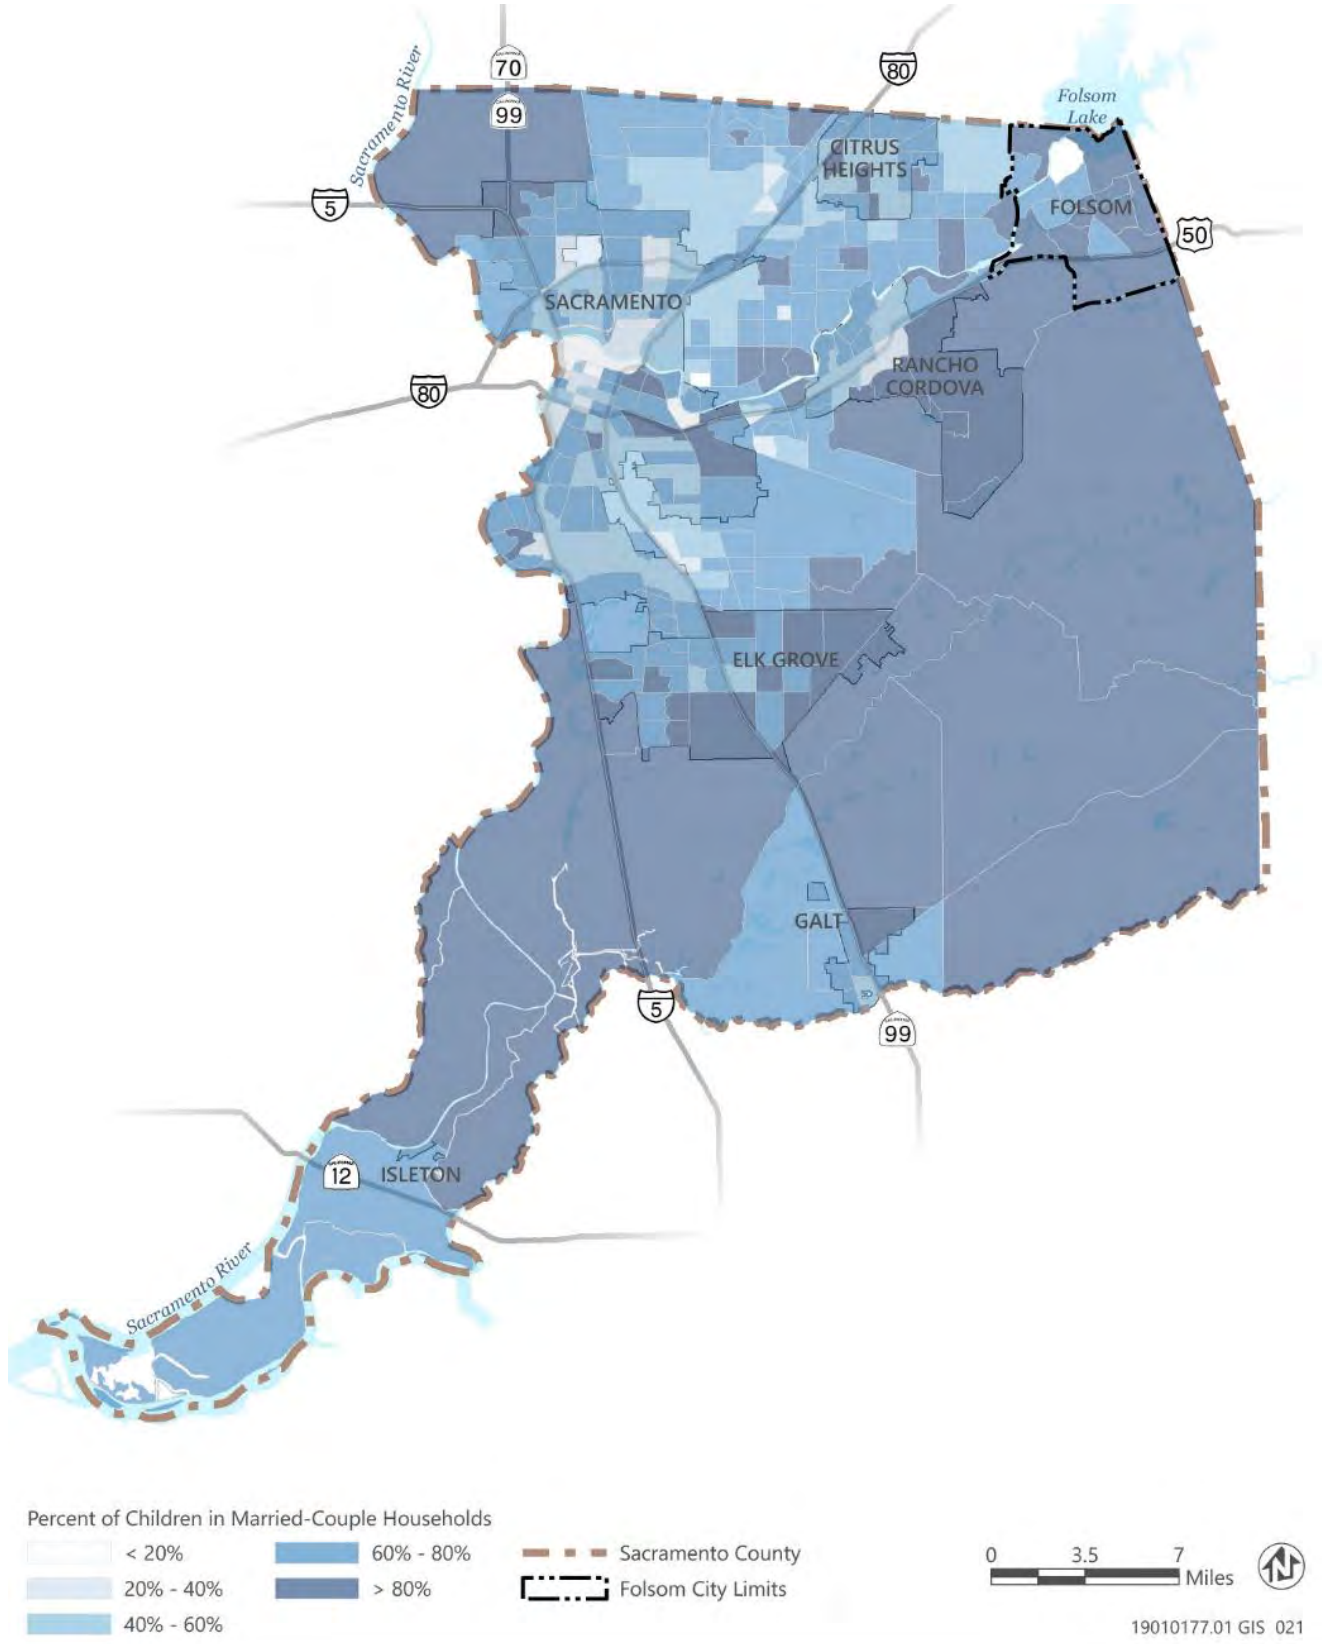 Sacramento River
70
99
80
Folsom
Lake
CITRUS
HEIGHTS
5
FOLSOM
50
SACRAMENTO
80
RANCHO
CORDOVA
ELK GROVE
GALT
5
99
12
ISLETON
Sacramento River
Percent of Children in Married-Couple Households
< 20%
20% - 40%
40% - 60%
60% - 80%
> 80%
Sacramento County
Folsom City Limits
0 3.5 7
Miles
N
19010177.01 GIS 021